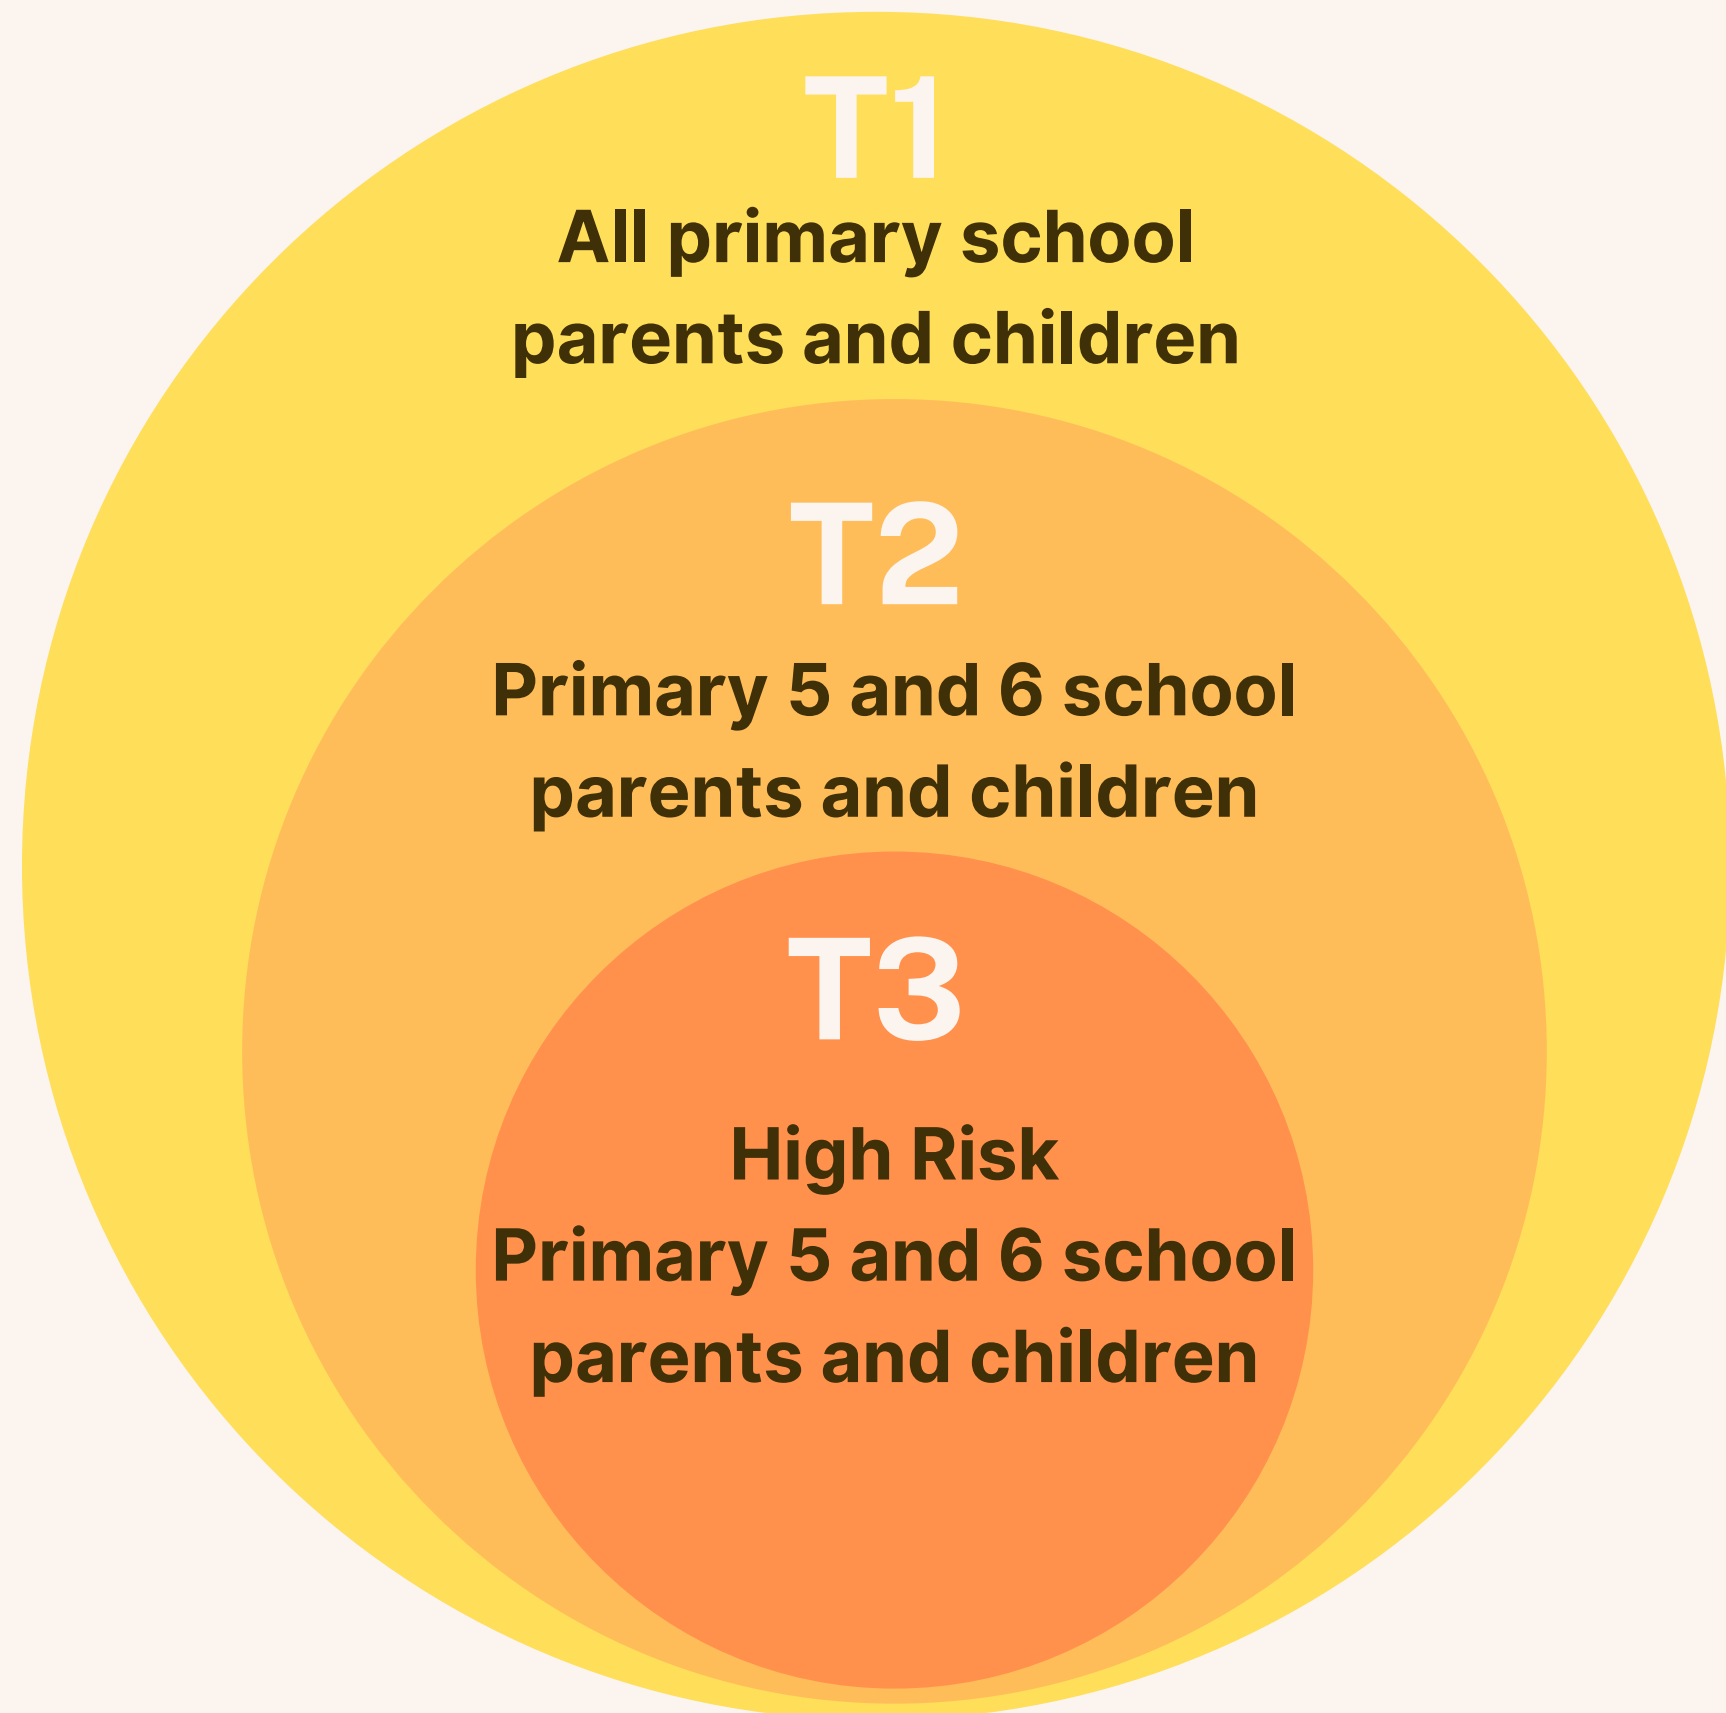 T1
All primary school
parents and children
T2
Primary 5 and 6 school
parents and children
T3
High Risk
Primary 5 and 6 school
parents and children